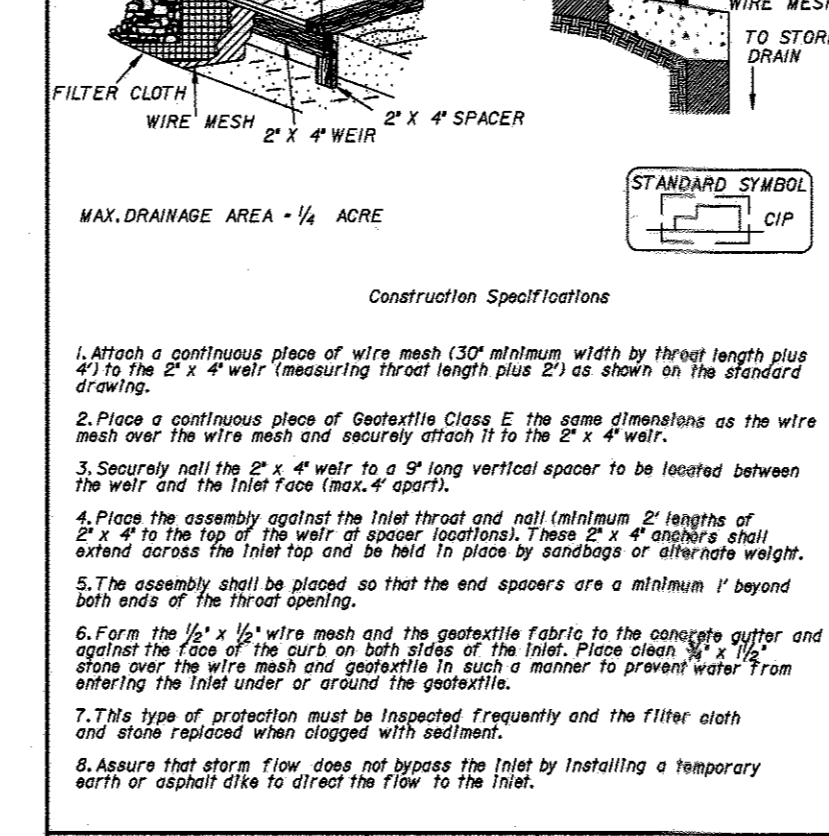 WIRE MESH
TO STORM
DRAIN
FILTER CLOTH
WIRE MESH
2" X 4" WEIR
2" X 4" SPACER
STANDARD SYMBOL
CIP
MAX. DRAINAGE AREA = 1/4 ACRE
Construction Specifications
1. Attach a continuous piece of wire mesh (30" minimum width by throat length plus
4') to the 2" x 4" weir (measuring throat length plus 2') as shown on the standard
drawing.
2. Place a continuous piece of Geotextile Class E the same dimensions as the wire
mesh over the wire mesh and securely attach it to the 2" x 4" weir.
3. Securely nail the 2" x 4" weir to a 9" long vertical spacer to be located between
the weir and the inlet face (max. 4' apart).
4. Place the assembly against the inlet throat and nail (minimum 2' lengths of
2" x 4" to the top of the weir at spacer locations). These 2" x 4" anchors shall
extend across the inlet top and be held in place by sandbags or alternate weight.
5. The assembly shall be placed so that the end spacers are a minimum 1' beyond
both ends of the throat opening.
6. Form the 1/2" x 1/2" wire mesh and the geotextile fabric to the concrete gutter and
against the face of the curb on both sides of the inlet. Place clean 3/4" x 1 1/2"
stone over the wire mesh and geotextile in such a manner to prevent water from
entering the inlet under or around the geotextile.
7. This type of protection must be inspected frequently and the filter cloth
and stone replaced when clogged with sediment.
8. Assure that storm flow does not bypass the inlet by installing a temporary
earth or asphalt dike to direct the flow to the inlet.